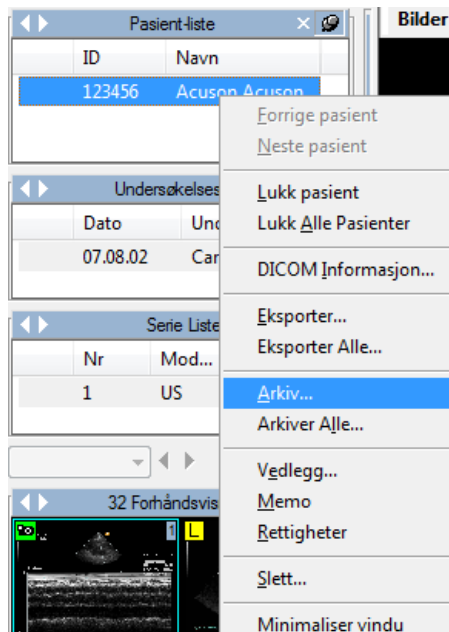 Pasient-liste
Bilder
ID Navn
123456 Acuson Acuson
Forrige pasient
Neste pasient
Lukk pasient
Lukk Alle Pasienter
DICOM Informasjon...
Eksporter...
Eksporter Alle...
Arkiv...
Arkiver Alle...
Vedlegg...
Memo
Rettigheter
Slett...
Minimaliser vindu
Undersøkelses
Dato Und
07.08.02 Car
Serie Liste
Nr Mod...
1 US
32 Forhåndsvis
1 L